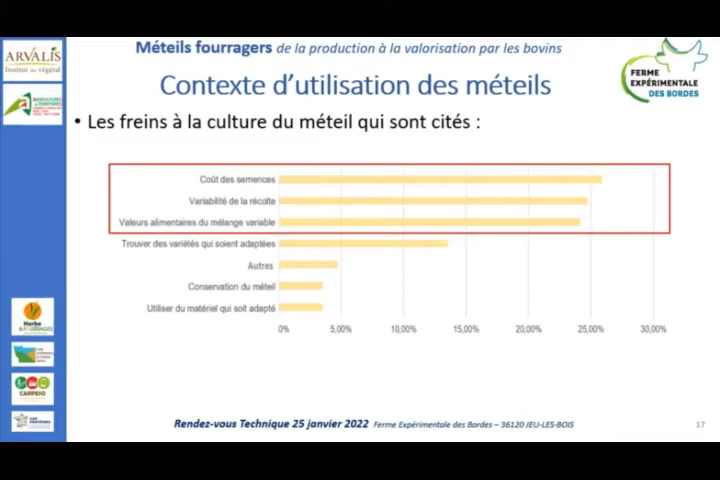 Méteils fourragers de la production à la valorisation par les bovins
ARVALIS
Institut du végétal
FERME
EXPÉRIMENTALE
DES BORDES
Contexte d'utilisation des méteils
• Les freins à la culture du méteil qui sont cités :
Coût des semences
Variabilité de la récolte
Valeurs alimentaires du mélange variable
Trouver des variétés qui soient adaptées
Autres
Conservation du méteil
Utiliser du matériel qui soit adapté
0% 5,00% 10,00% 15,00% 20,00% 25,00% 30,00%
Herbe
& FOURRAGES
CARPESO
Rendez-vous Technique 25 janvier 2022 Ferme Expérimentale des Bordes – 36120 JEU-LES-BOIS
17